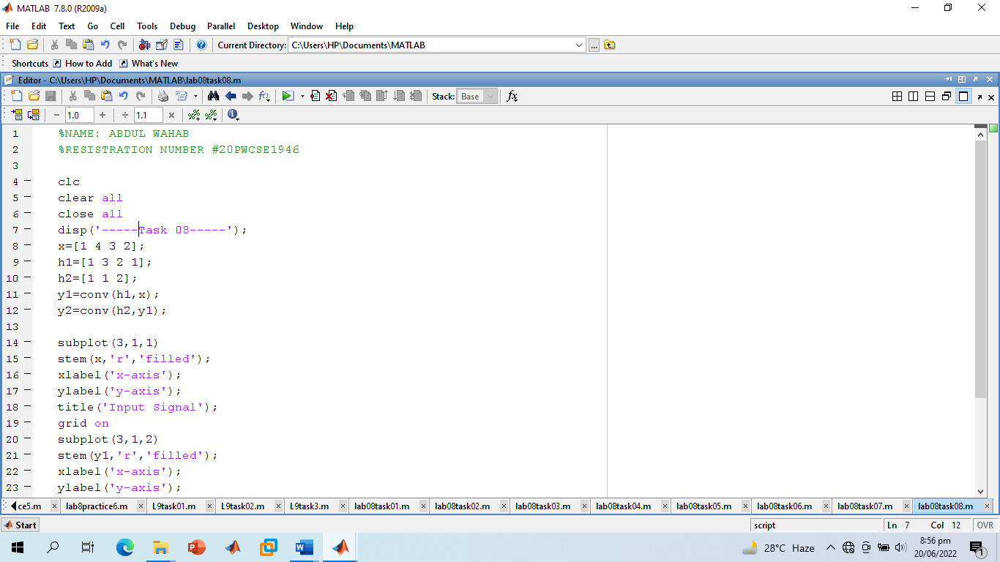 MATLAB 7.8.0 (R2009a)
File Edit Text Go Cell Tools Debug Parallel Desktop Window Help
Current Directory: C:\Users\HP\Documents\MATLAB ...
Shortcuts How to Add What's New
Editor - C:\Users\HP\Documents\MATLAB\lab08task08.m
Stack: Base fx
− 1.0 + ÷ 1.1 ×
1 %NAME: ABDUL WAHAB
2 %RESISTRATION NUMBER #20PWCSE1946
3
4 clc
5 clear all
6 close all
7 disp('-----Task 08-----');
8 x=[1 4 3 2];
9 h1=[1 3 2 1];
10 h2=[1 1 2];
11 y1=conv(h1,x);
12 y2=conv(h2,y1);
13
14 subplot(3,1,1)
15 stem(x,'r','filled');
16 xlabel('x-axis');
17 ylabel('y-axis');
18 title('Input Signal');
19 grid on
20 subplot(3,1,2)
21 stem(y1,'r','filled');
22 xlabel('x-axis');
23 ylabel('y-axis');
ce5.m lab8practice6.m L9task01.m L9task02.m L9task3.m lab08task01.m lab08task02.m lab08task03.m lab08task04.m lab08task05.m lab08task06.m lab08task07.m lab08task08.m
Start script Ln 7 Col 12 OVR
28°C Haze 8:56 pm
20/06/2022 1